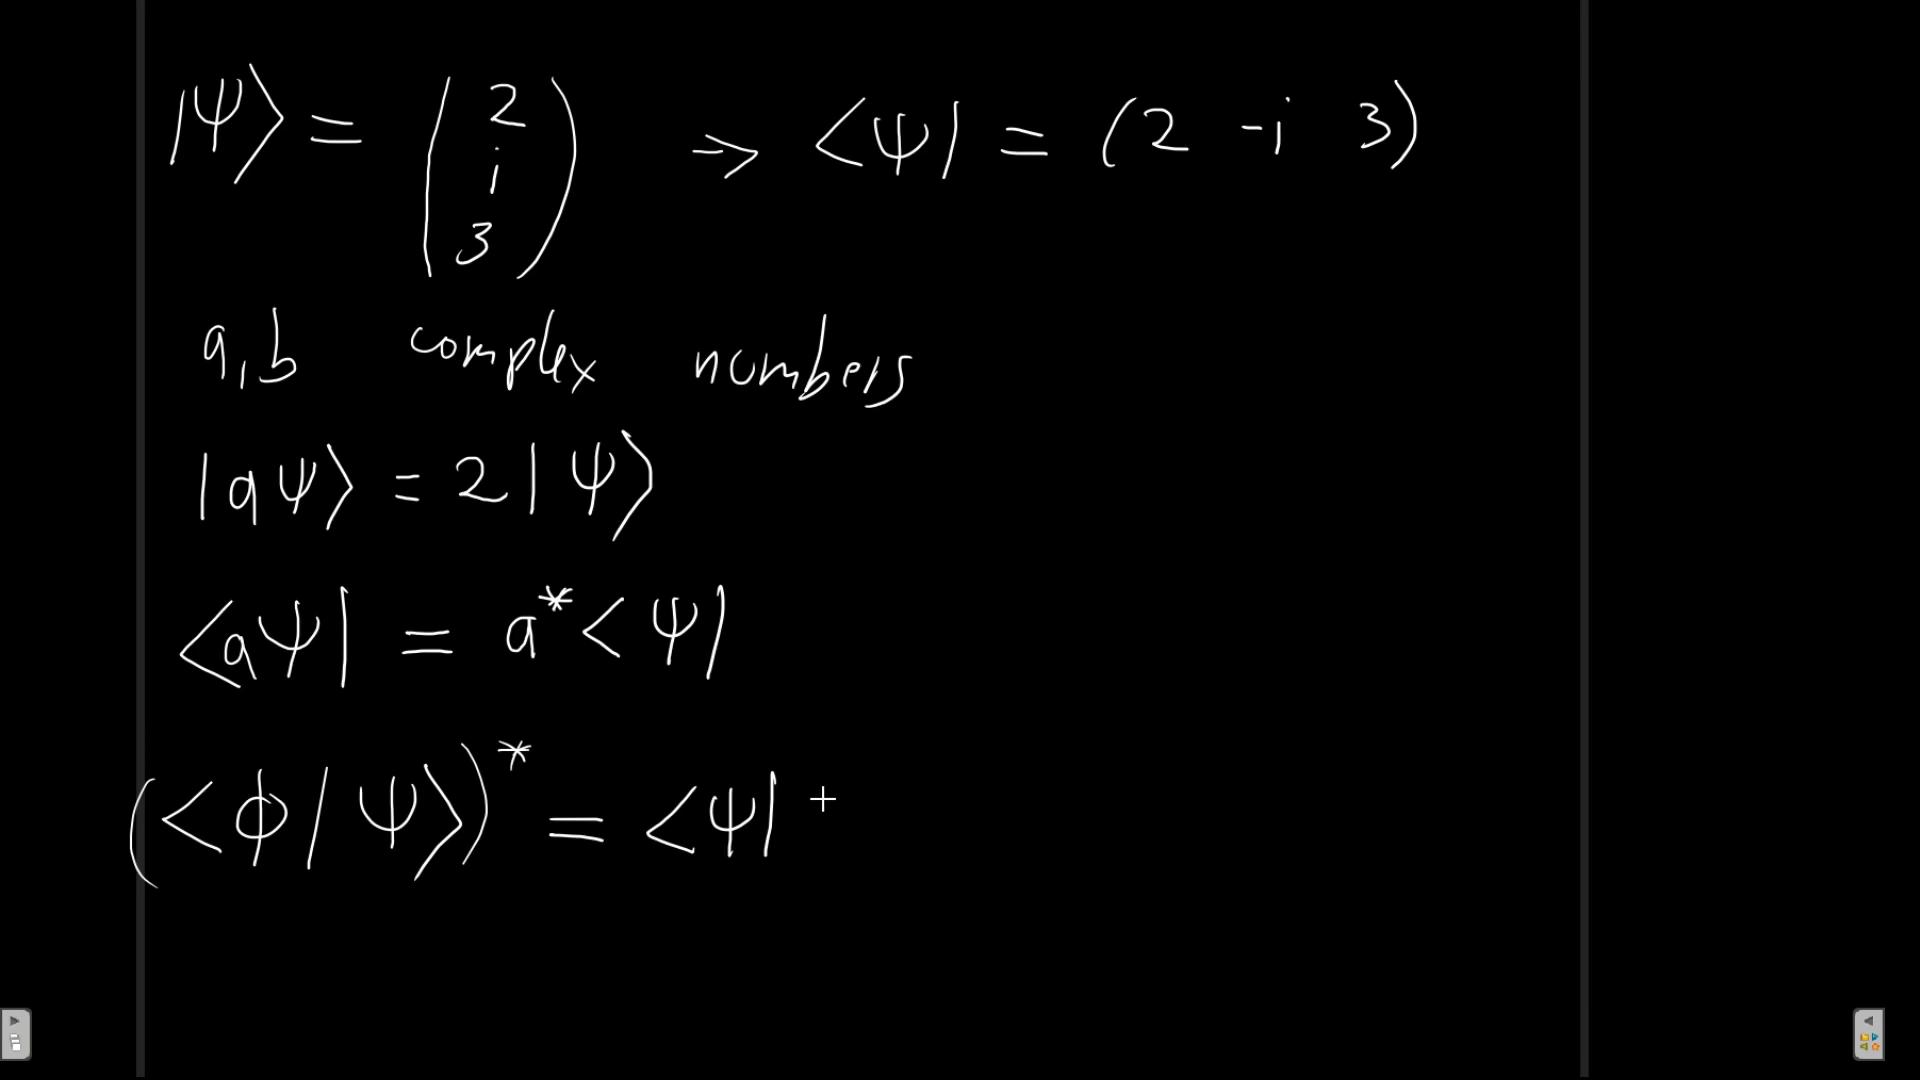 |ψ⟩ = (2 i 3) ⇒ ⟨ψ| = (2 -i 3)
a,b complex numbers
|aψ⟩ = 2|ψ⟩
⟨aψ| = a*⟨ψ|
(⟨ϕ|ψ⟩)* = ⟨ψ|